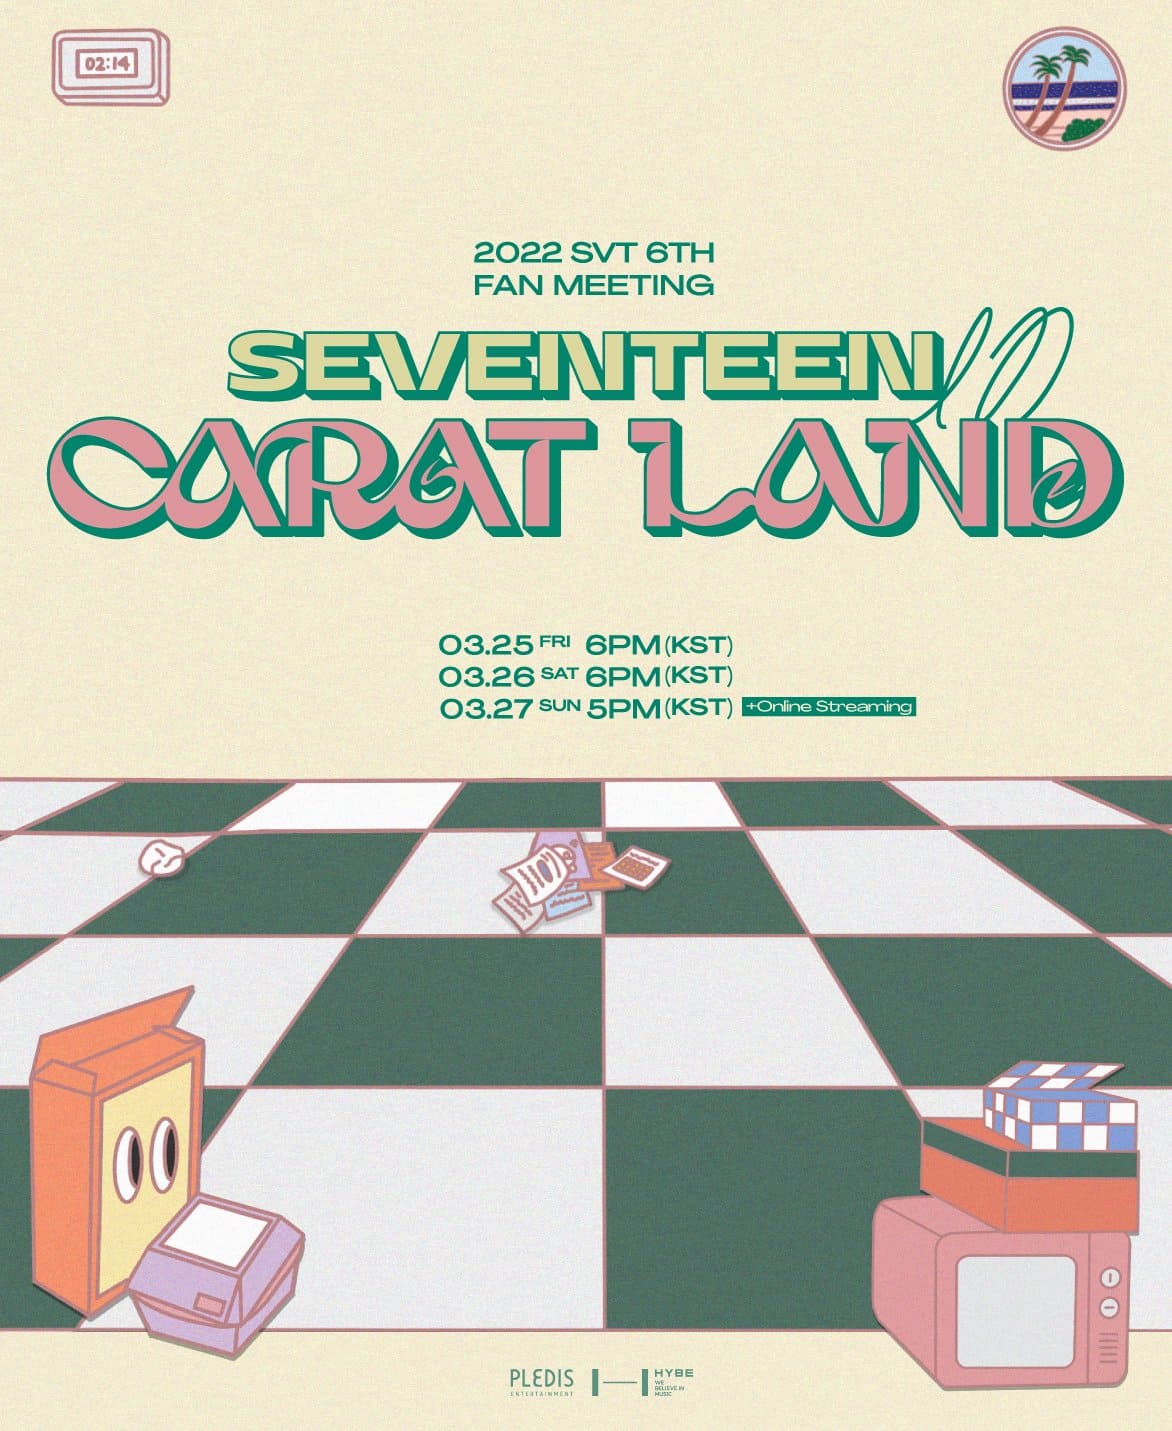 02:14
2022 SVT 6TH
FAN MEETING
SEVENTEEN
CARAT LAND
03.25 FRI 6PM (KST)
03.26 SAT 6PM (KST)
03.27 SUN 5PM (KST) +Online Streaming
PLEDIS
ENTERTAINMENT
HYBE
WE
BELIEVE IN
MUSIC